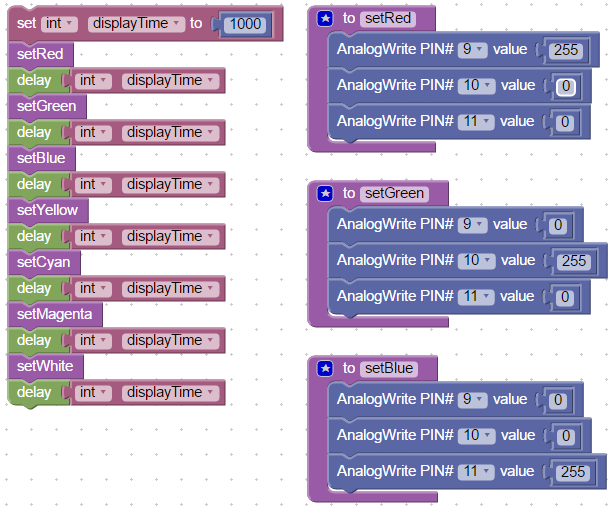 set int displayTime to 1000
setRed
delay int displayTime
setGreen
delay int displayTime
setBlue
delay int displayTime
setYellow
delay int displayTime
setCyan
delay int displayTime
setMagenta
delay int displayTime
setWhite
delay int displayTime
to setRed
AnalogWrite PIN# 9 value 255
AnalogWrite PIN# 10 value 0
AnalogWrite PIN# 11 value 0
to setGreen
AnalogWrite PIN# 9 value 0
AnalogWrite PIN# 10 value 255
AnalogWrite PIN# 11 value 0
to setBlue
AnalogWrite PIN# 9 value 0
AnalogWrite PIN# 10 value 0
AnalogWrite PIN# 11 value 255